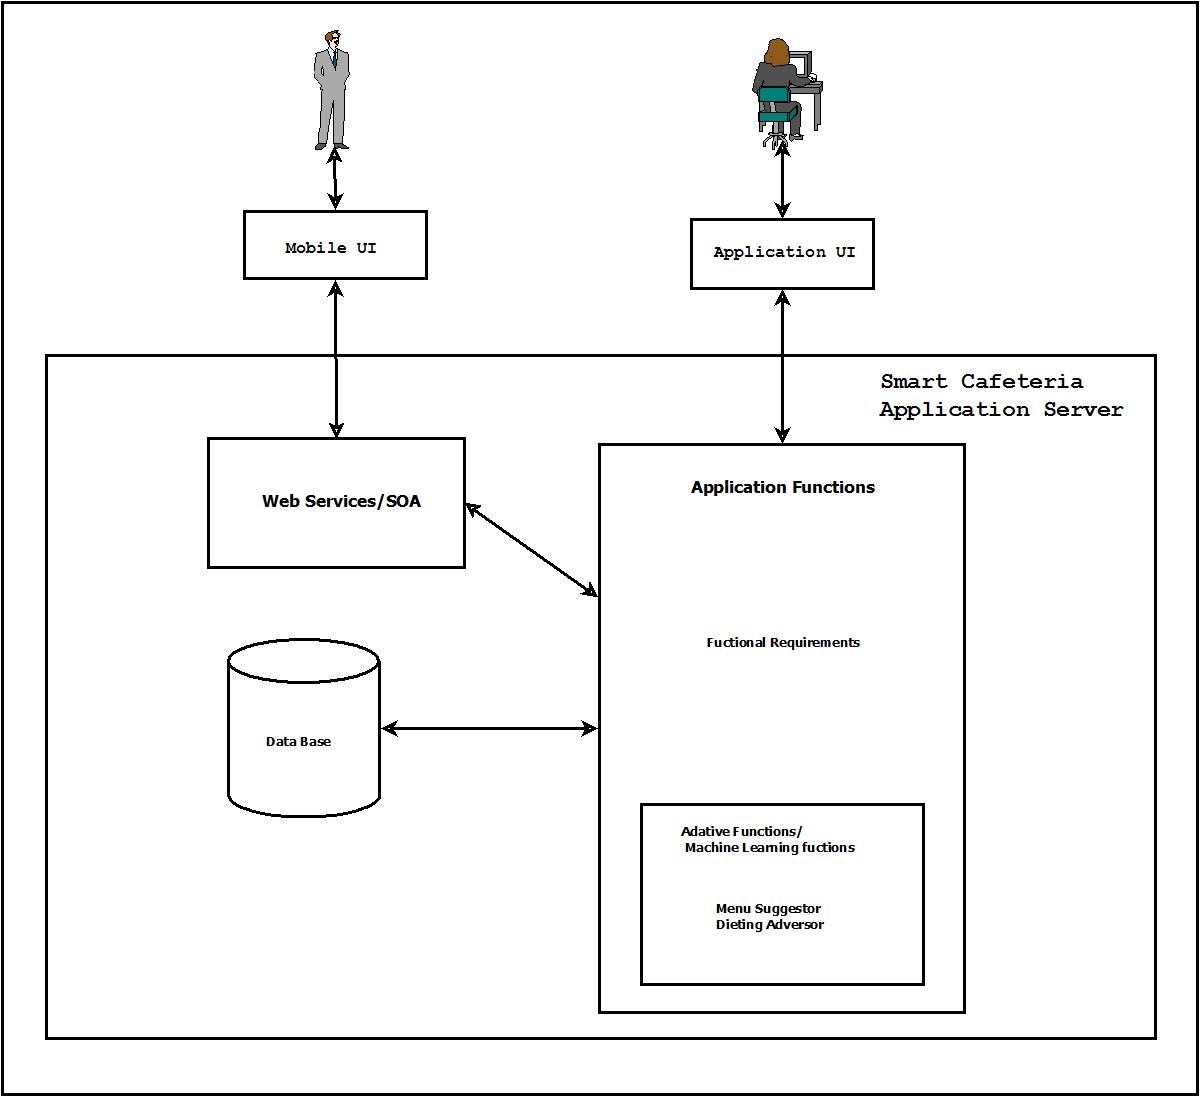 Mobile UI
Application UI
Smart Cafeteria
Application Server
Web Services/SOA
Application Functions
Fuctional Requirements
Data Base
Adative Functions/
Machine Learning fuctions
Menu Suggestor
Dieting Adversor